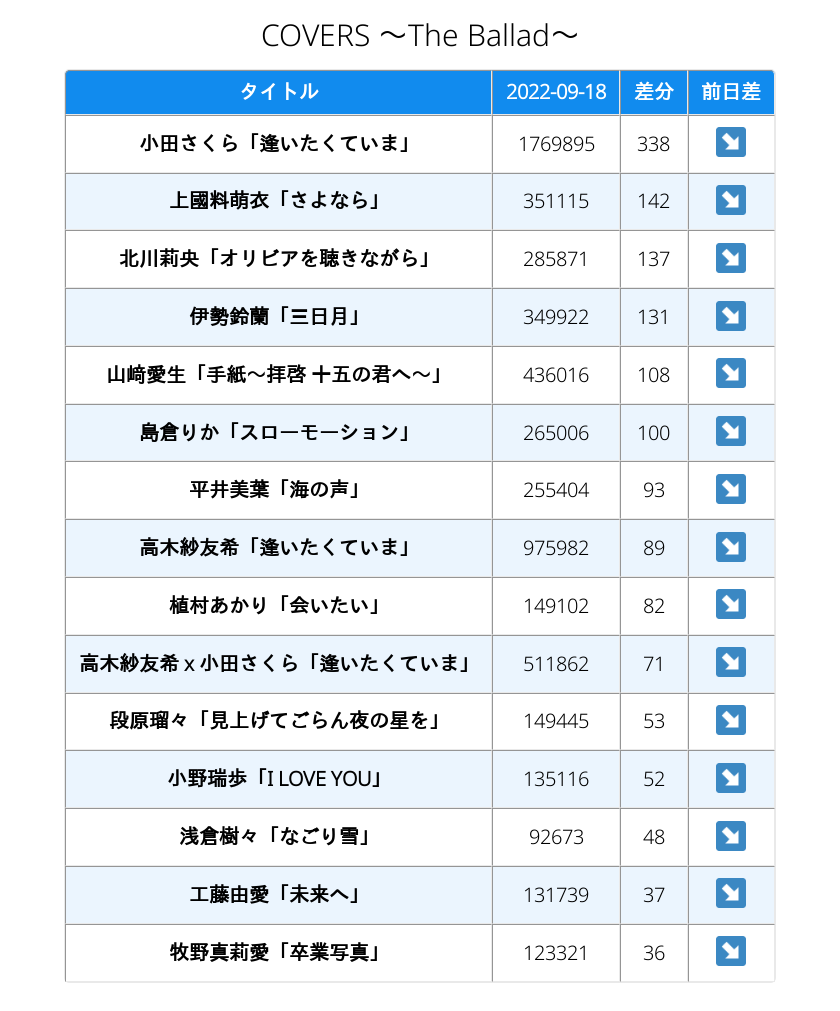 COVERS ～The Ballad～
タイトル 2022-09-18 差分 前日差
小田さくら「逢いたくていま」 1769895 338 ↘
上國料萌衣「さよなら」 351115 142 ↘
北川莉央「オリビアを聴きながら」 285871 137 ↘
伊勢鈴蘭「三日月」 349922 131 ↘
山﨑愛生「手紙～拝啓 十五の君へ～」 436016 108 ↘
島倉りか「スローモーション」 265006 100 ↘
平井美葉「海の声」 255404 93 ↘
高木紗友希「逢いたくていま」 975982 89 ↘
植村あかり「会いたい」 149102 82 ↘
高木紗友希 x 小田さくら「逢いたくていま」 511862 71 ↘
段原瑠々「見上げてごらん夜の星を」 149445 53 ↘
小野瑞歩「I LOVE YOU」 135116 52 ↘
浅倉樹々「なごり雪」 92673 48 ↘
工藤由愛「未来へ」 131739 37 ↘
牧野真莉愛「卒業写真」 123321 36 ↘